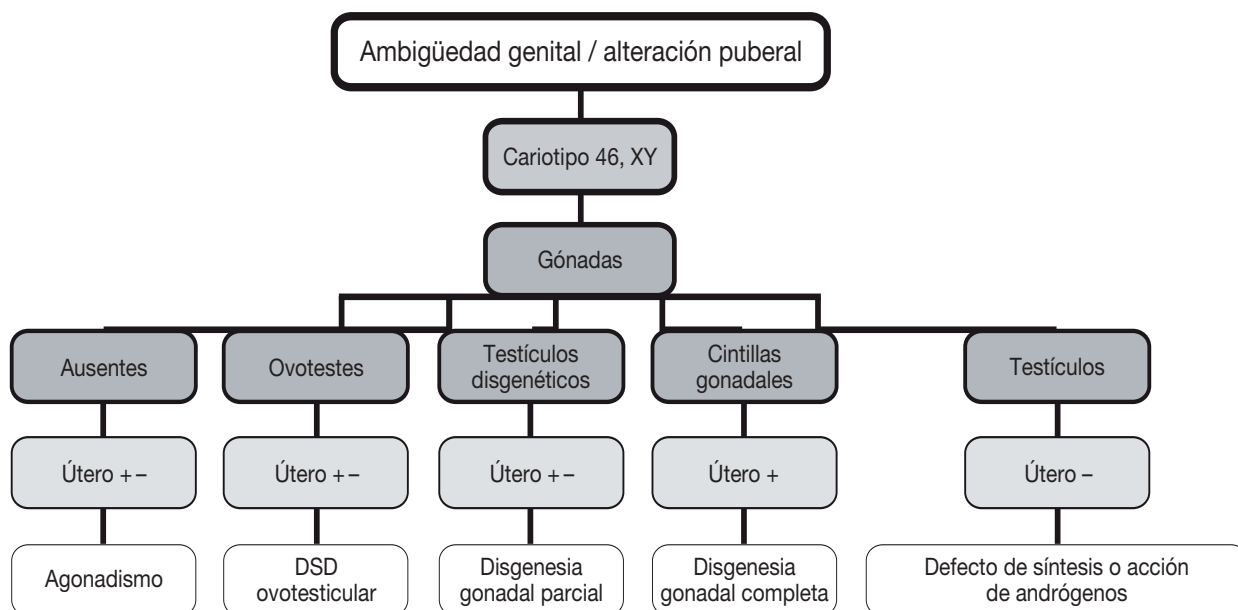 Ambigüedad genital / alteración puberal
Cariotipo 46, XY
Gónadas
Ausentes
Ovotestes
Testículos
disgenéticos
Cintillas
gonadales
Testículos
Útero + –
Útero + –
Útero + –
Útero +
Útero –
Agonadismo
DSD
ovotesticular
Disgenesia
gonadal parcial
Disgenesia
gonadal completa
Defecto de síntesis o acción
de andrógenos